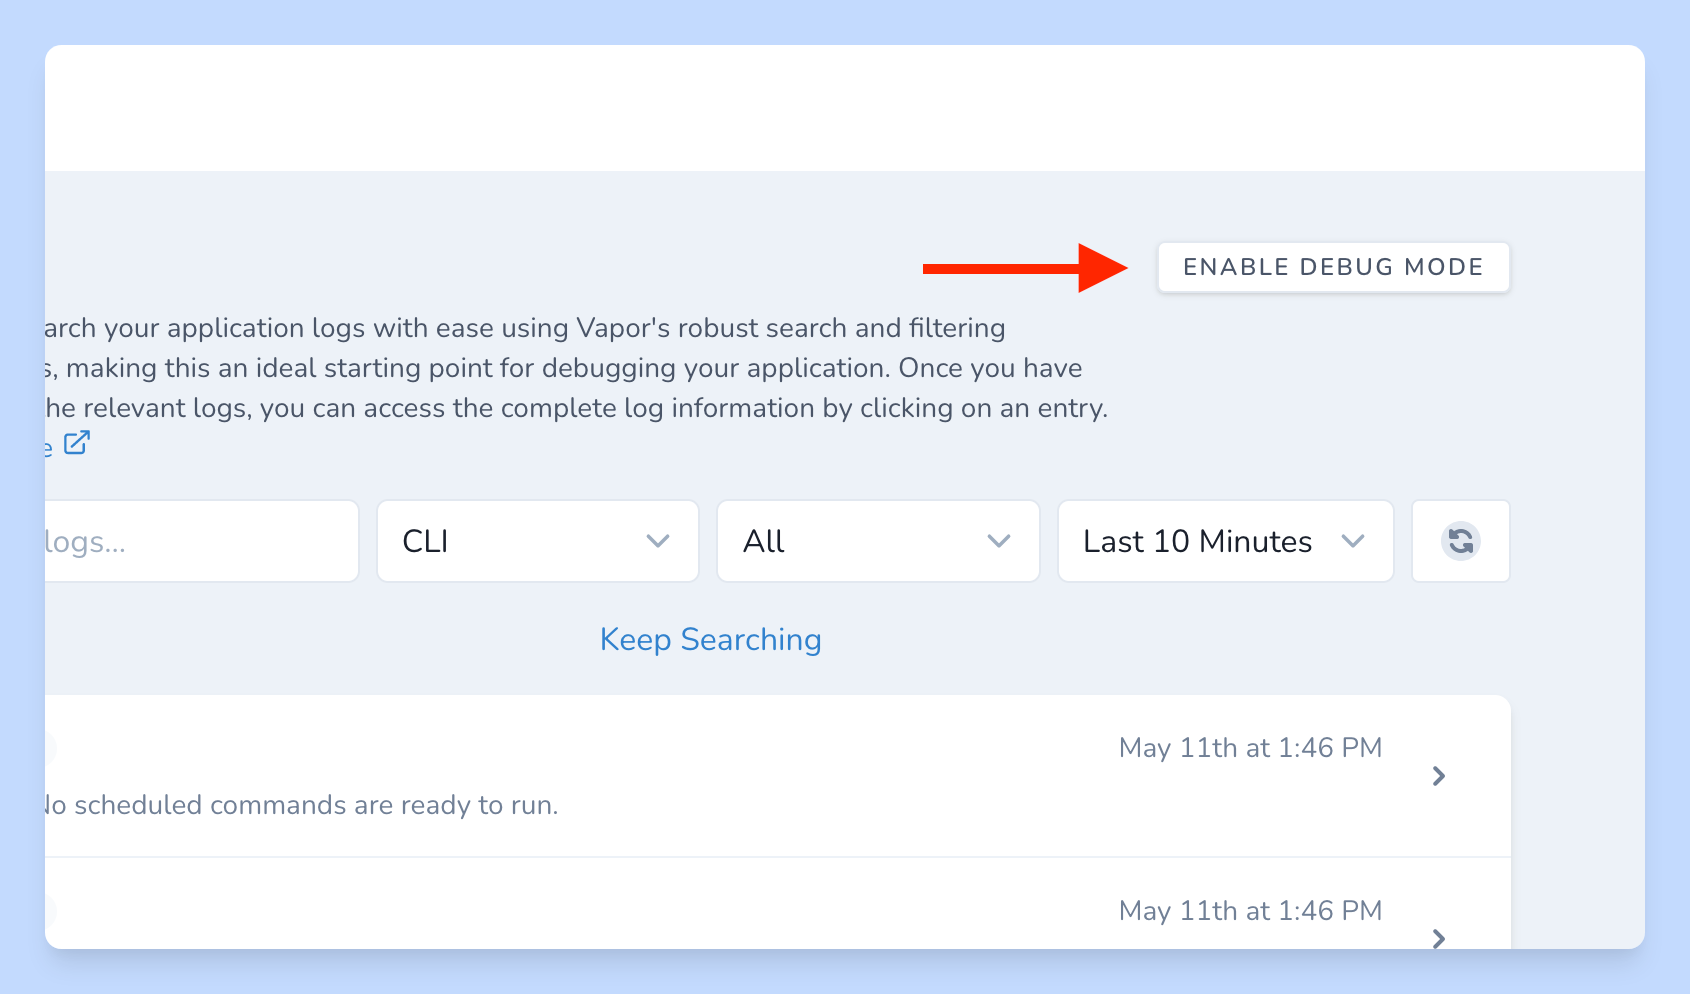 ENABLE DEBUG MODE
arch your application logs with ease using Vapor's robust search and filtering
s, making this an ideal starting point for debugging your application. Once you have
he relevant logs, you can access the complete log information by clicking on an entry.
e
logs...
CLI
All
Last 10 Minutes
Keep Searching
May 11th at 1:46 PM
No scheduled commands are ready to run.
May 11th at 1:46 PM